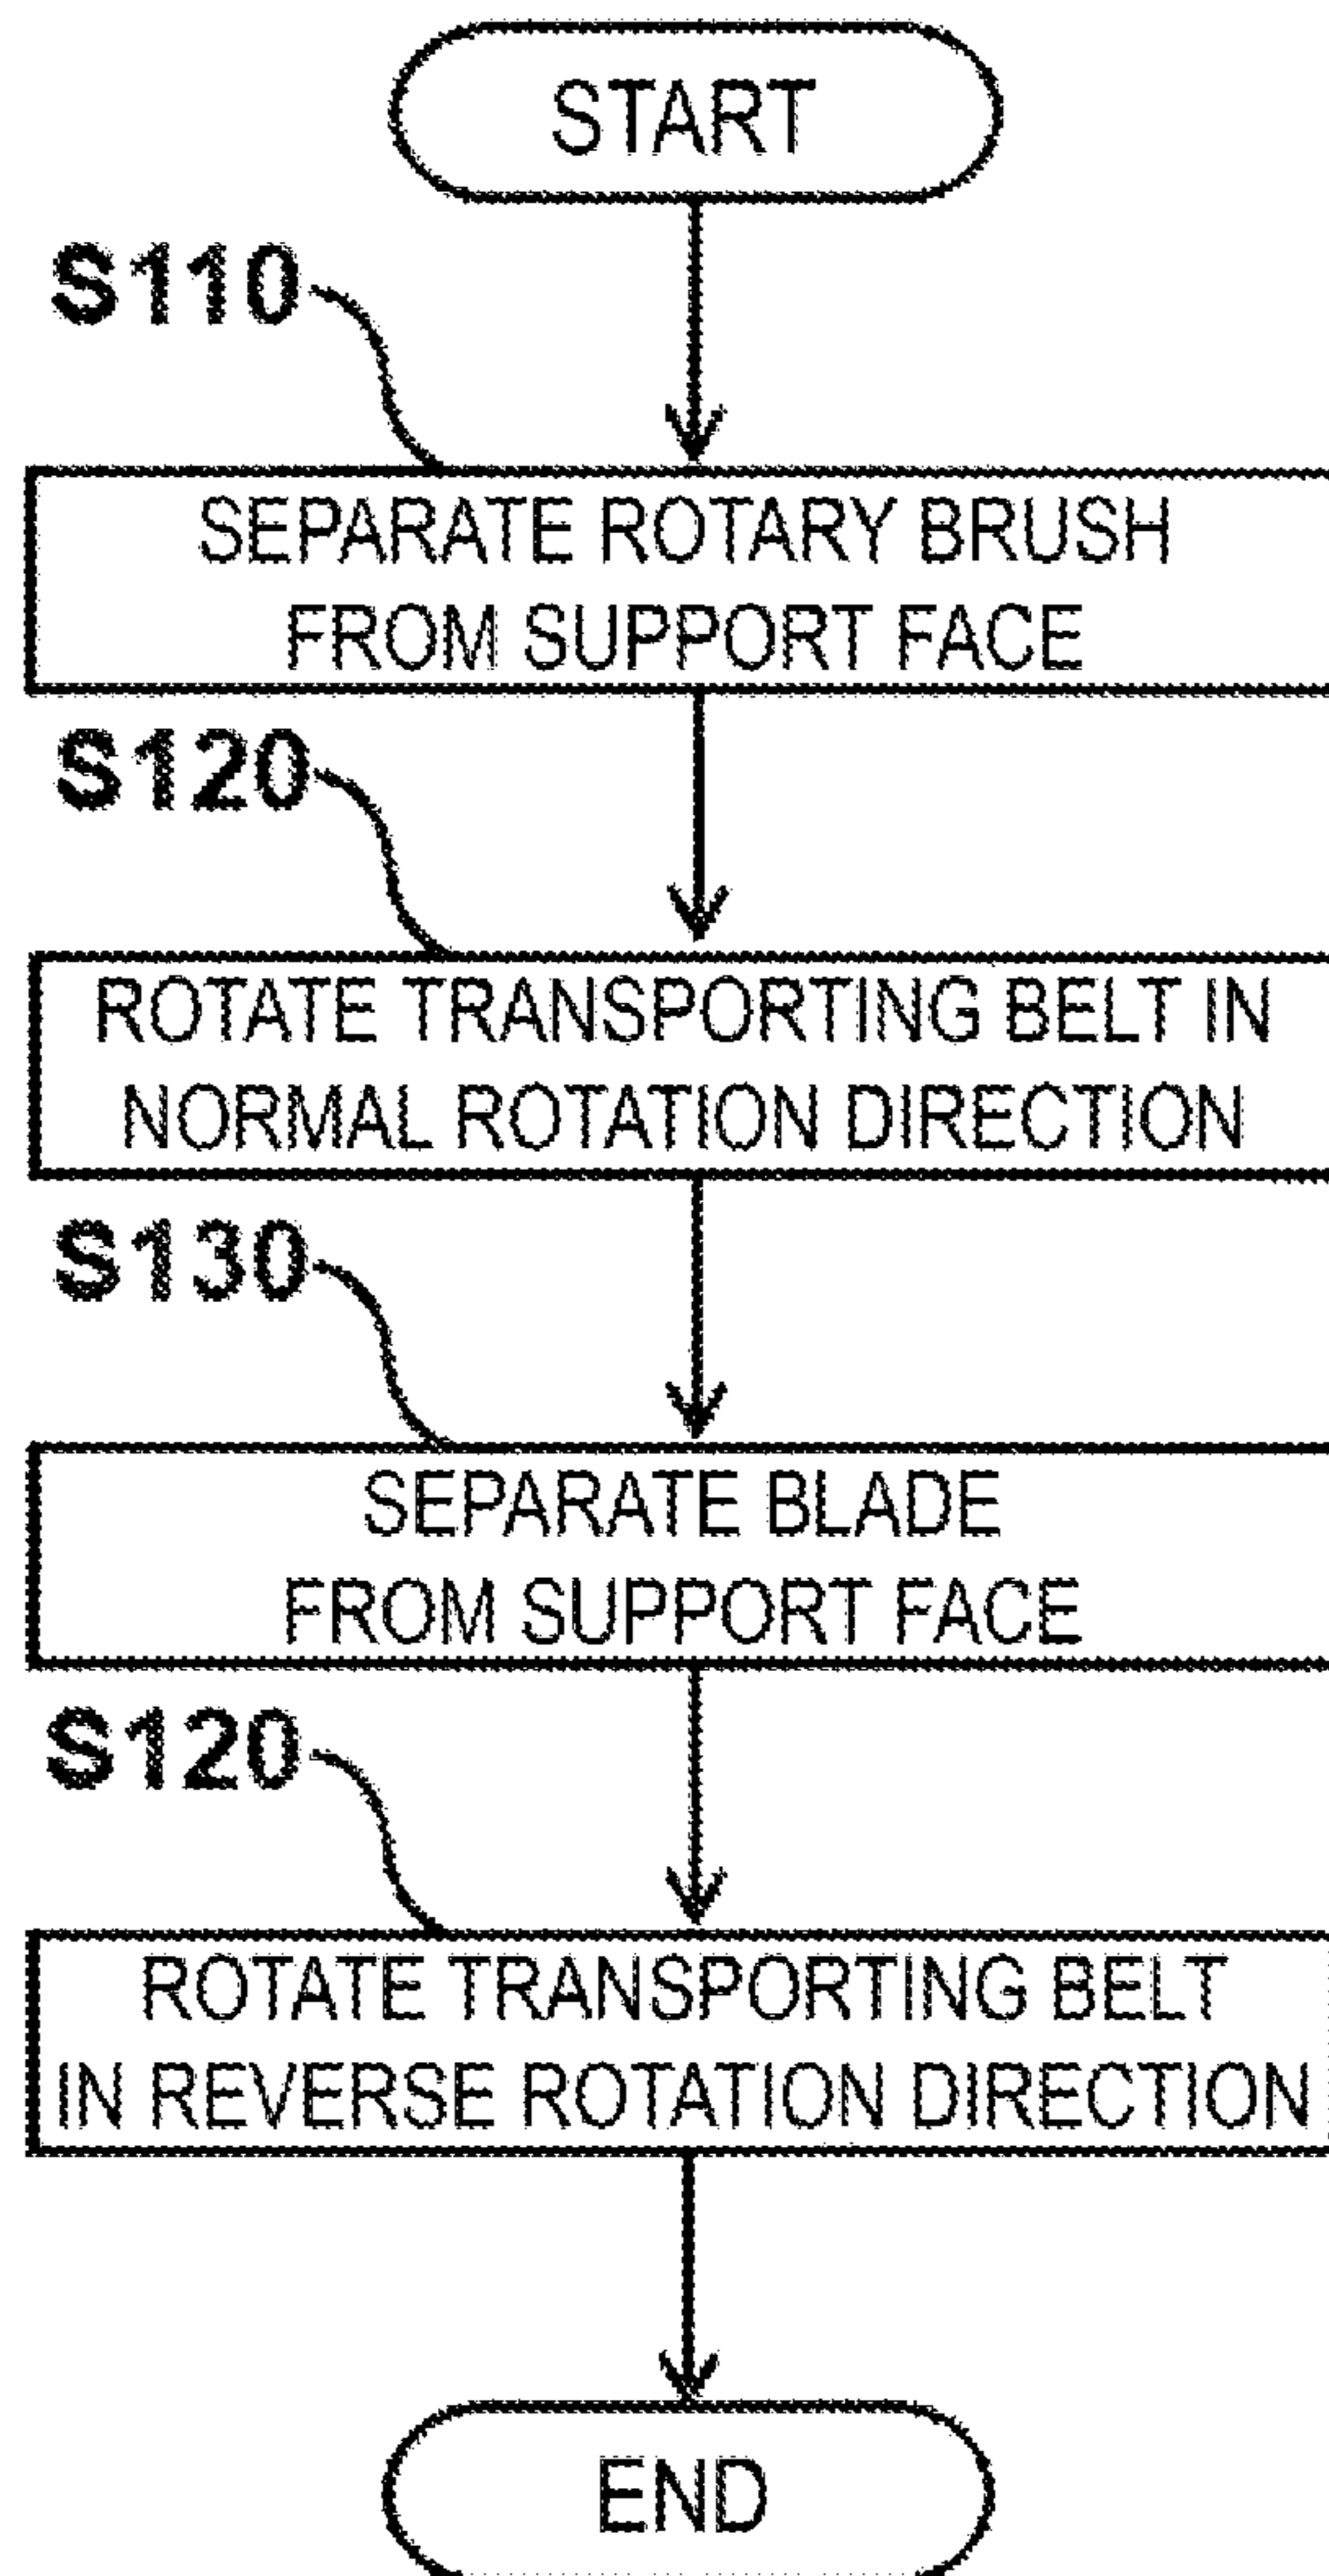 START
S110
SEPARATE ROTARY BRUSH
FROM SUPPORT FACE
S120
ROTATE TRANSPORTING BELT IN
NORMAL ROTATION DIRECTION
S130
SEPARATE BLADE
FROM SUPPORT FACE
S120
ROTATE TRANSPORTING BELT
IN REVERSE ROTATION DIRECTION
END